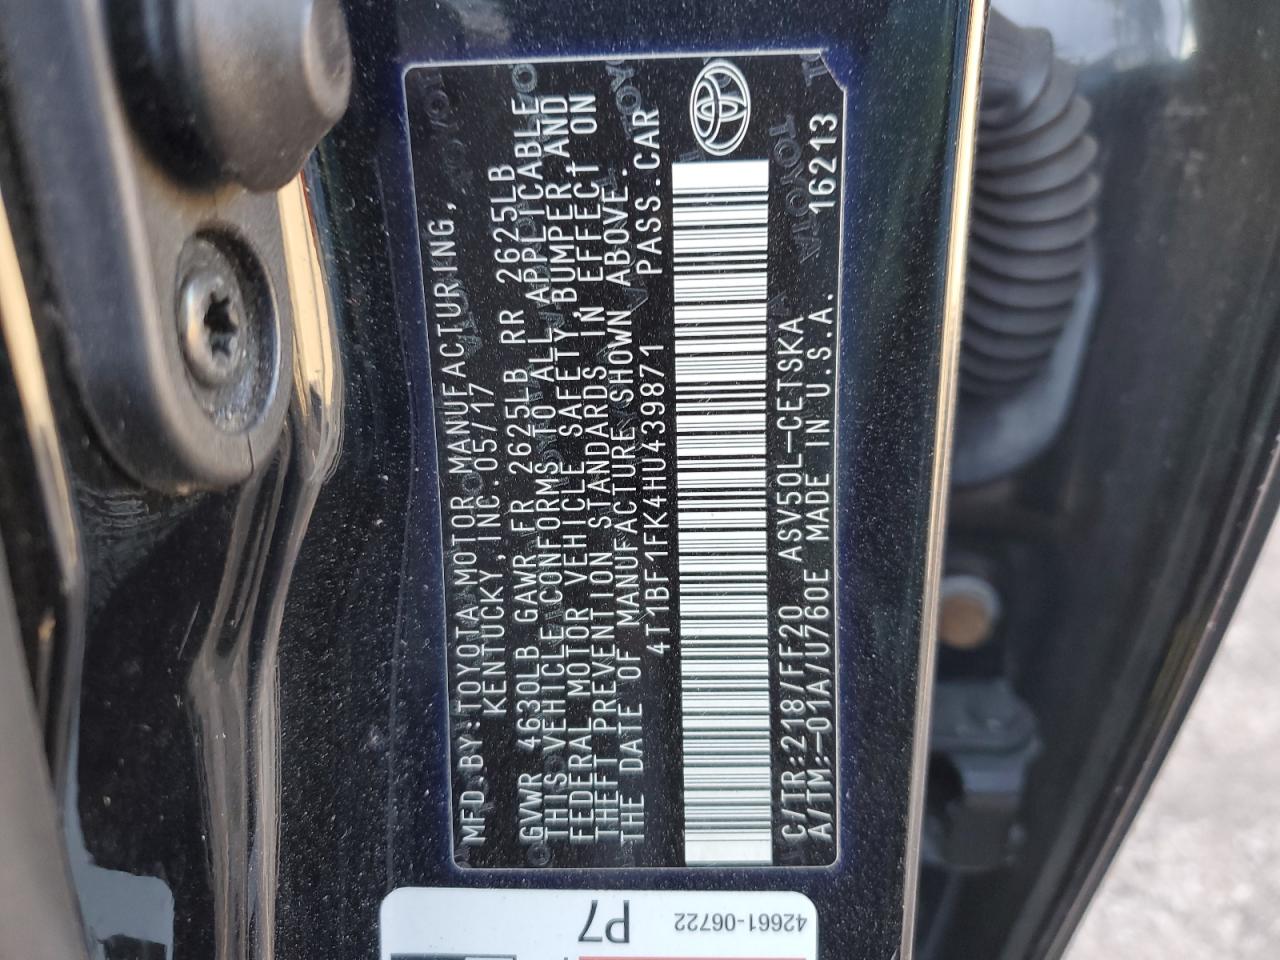 MFD.BY:TOYOTA MOTOR MANUFACTURING,
KENTUCKY,INC.05/17
GVWR 4630LB GAWR FR 2625LB RR 2625LB
THIS VEHICLE CONFORMS TO ALL APPLICABLE
FEDERAL MOTOR VEHICLE SAFETY,BUMPER AND
THEFT PREVENTION STANDARDS IN EFFECT ON
THE DATE OF MANUFACTURE SHOWN ABOVE.
4T1BF1FK4HU439871 PASS.CAR
C/TR:218/FF20 ASV50L-CETSKA
A/TM:-01A/U760E MADE IN U.S.A. 16213
P7
42661-06722